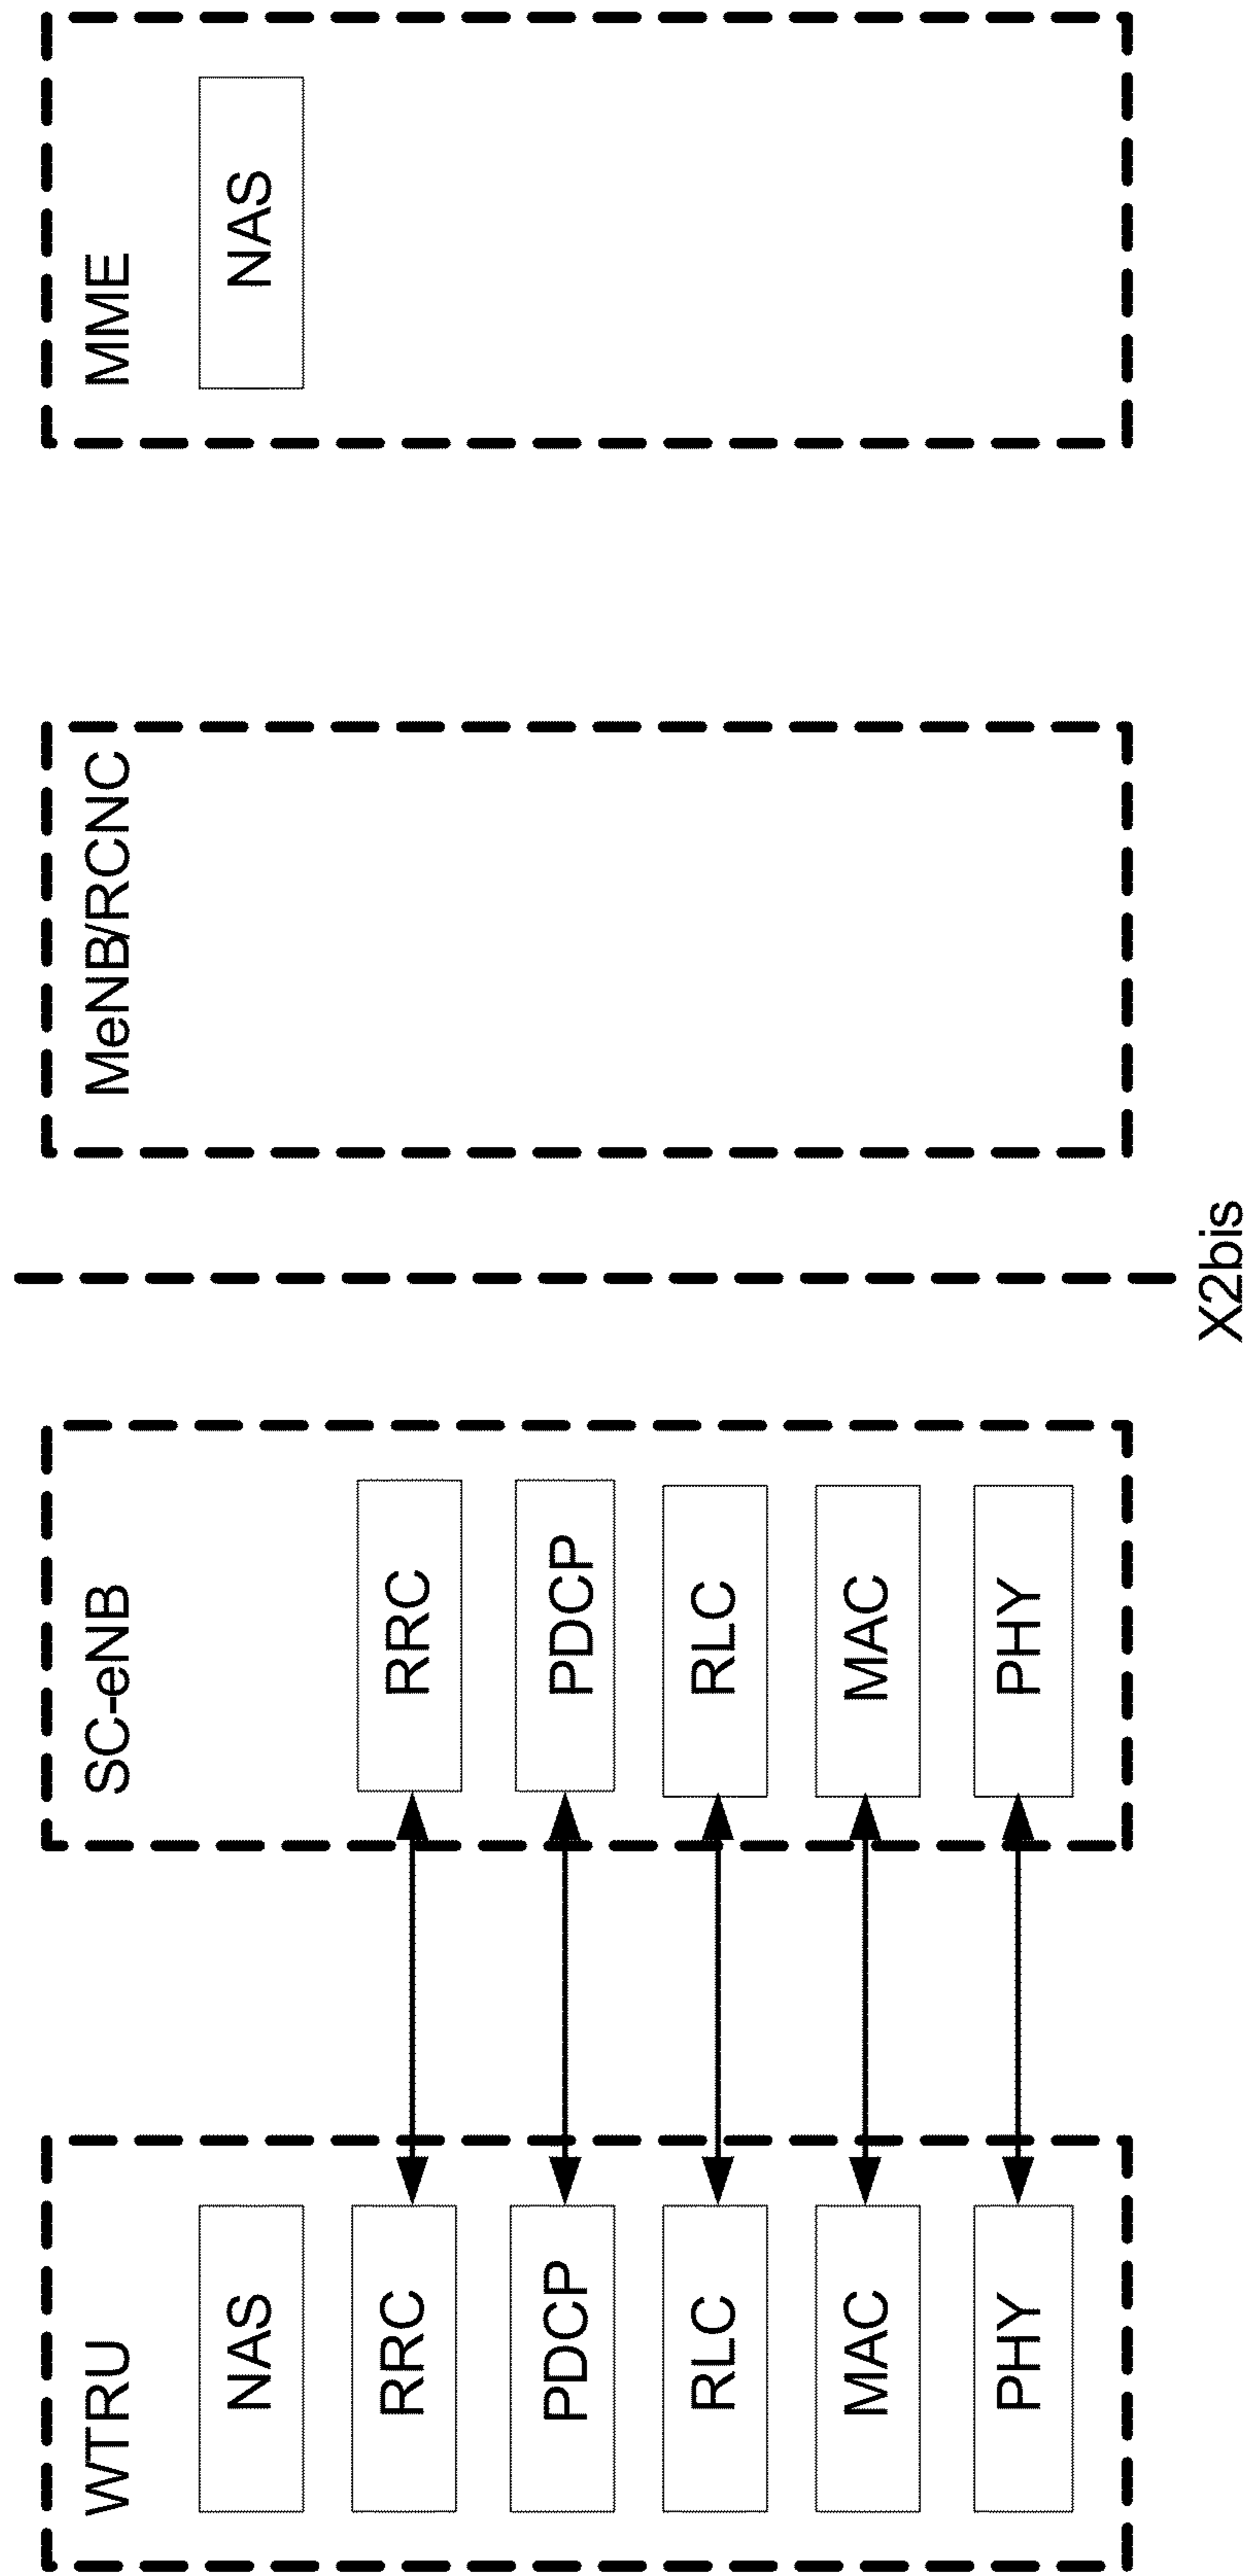 WTRU
NAS
RRC
PDCP
RLC
MAC
PHY
SC-eNB
RRC
PDCP
RLC
MAC
PHY
X2bis
MeNB/RCNC
MME
NAS